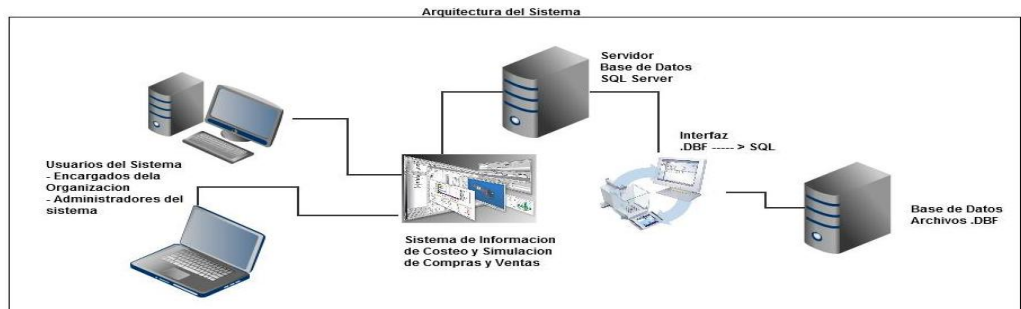 Arquitectura del Sistema
Servidor
Base de Datos
SQL Server
Interfaz
.DBF ----- > SQL
Usuarios del Sistema
- Encargados dela
Organizacion
- Administradores del
sistema
Sistema de Informacion
de Costeo y Simulacion
de Compras y Ventas
Base de Datos
Archivos .DBF